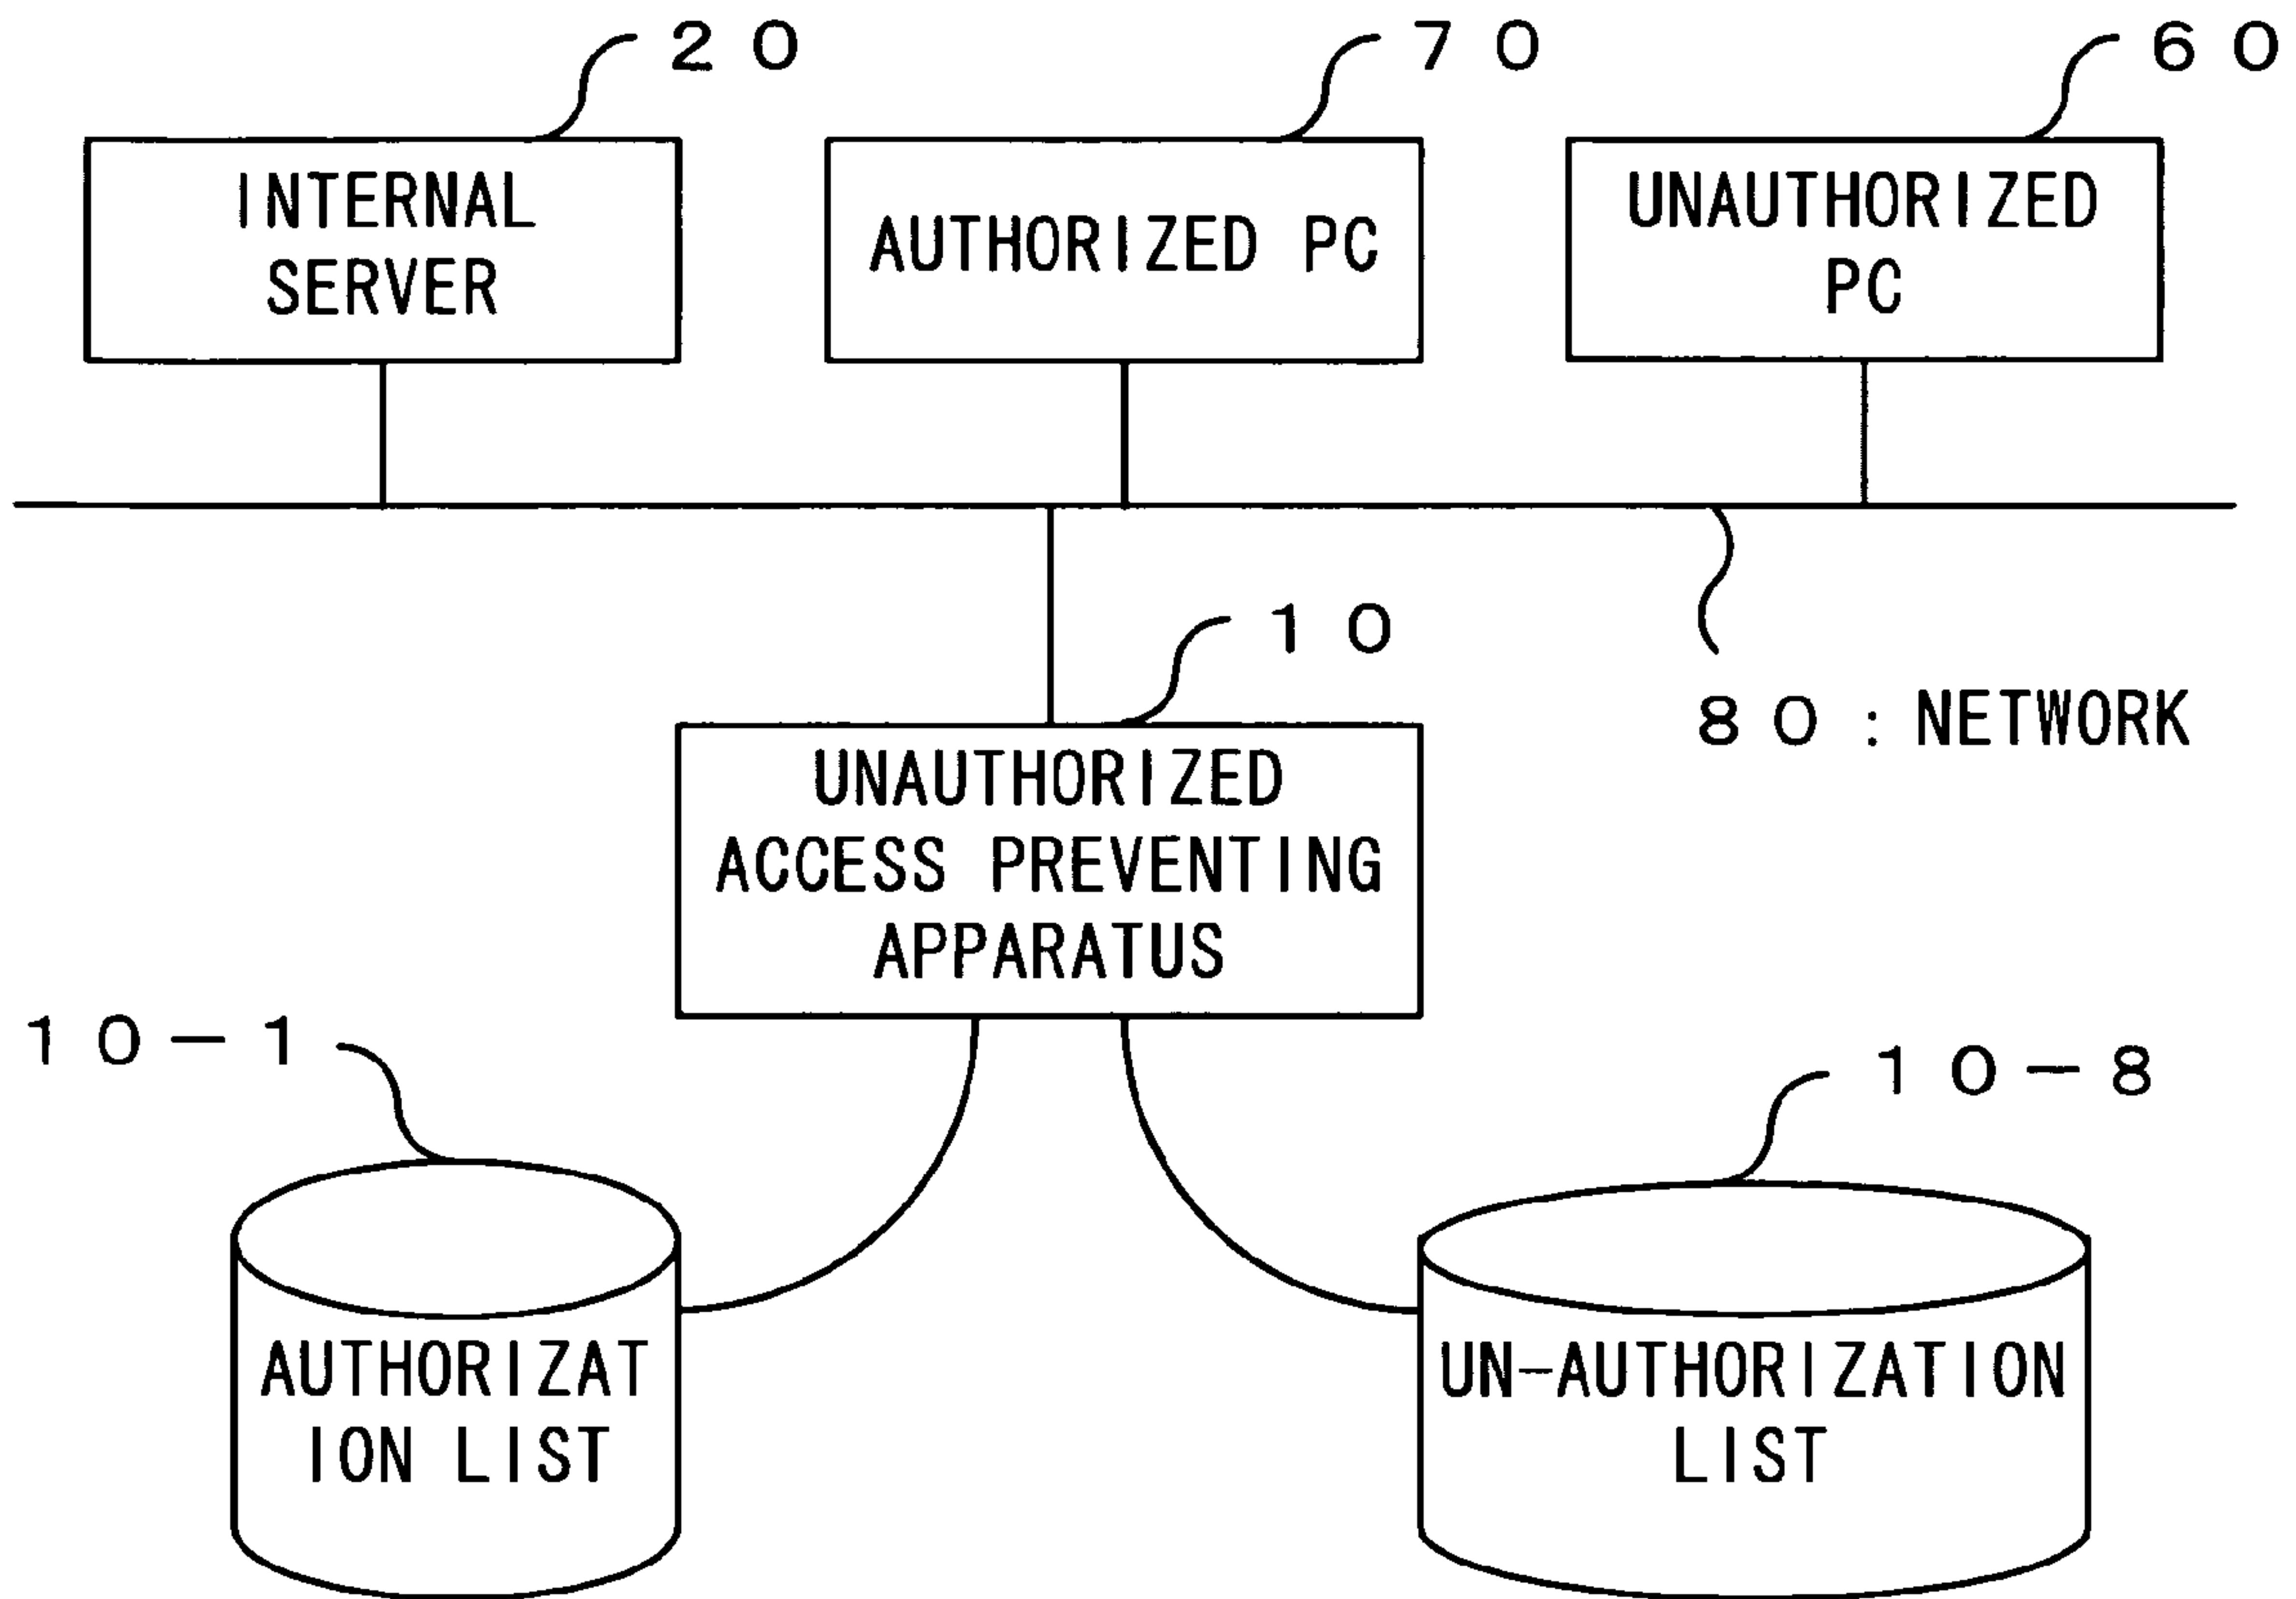 20
70
60
INTERNAL
SERVER
AUTHORIZED PC
UNAUTHORIZED
PC
10
80 : NETWORK
UNAUTHORIZED
ACCESS PREVENTING
APPARATUS
10-1
10-8
AUTHORIZAT
ION LIST
UN-AUTHORIZATION
LIST